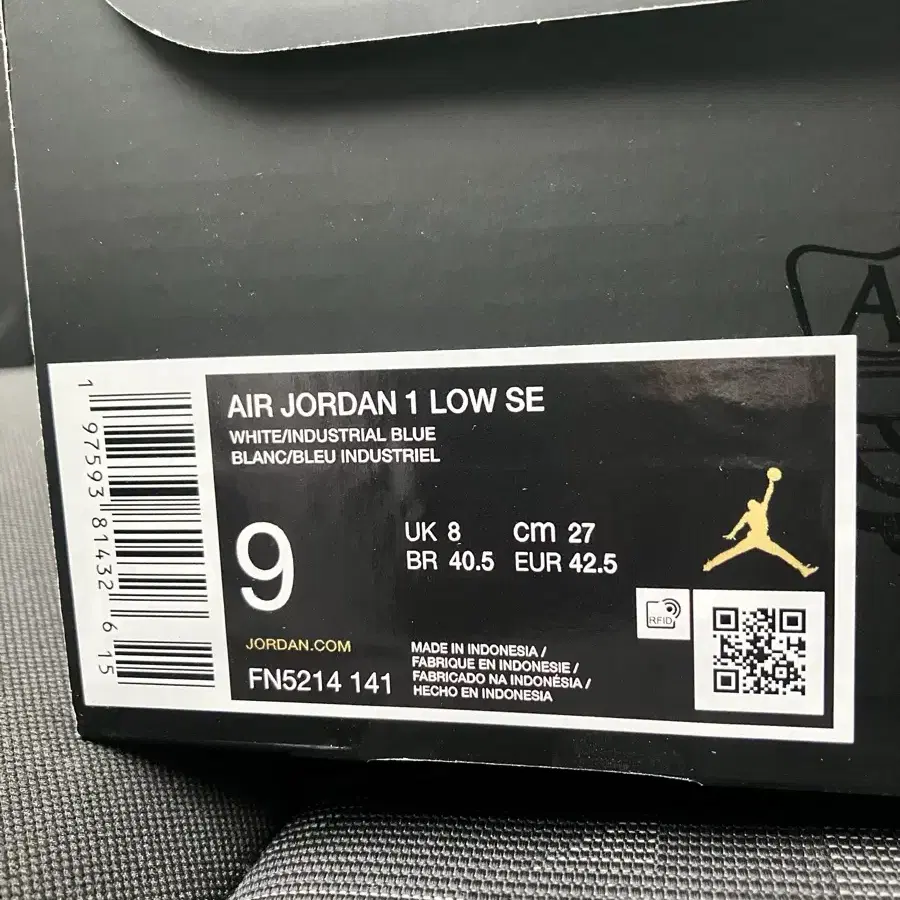 AIR JORDAN 1 LOW SE
WHITE/INDUSTRIAL BLUE
BLANC/BLEU INDUSTRIEL
9
UK 8 cm 27
BR 40.5 EUR 42.5
JORDAN.COM
FN5214 141
MADE IN INDONESIA /
FABRIQUE EN INDONESIE /
FABRICADO NA INDONÉSIA /
HECHO EN INDONESIA
RFID
1 97593 81432 6 15
A